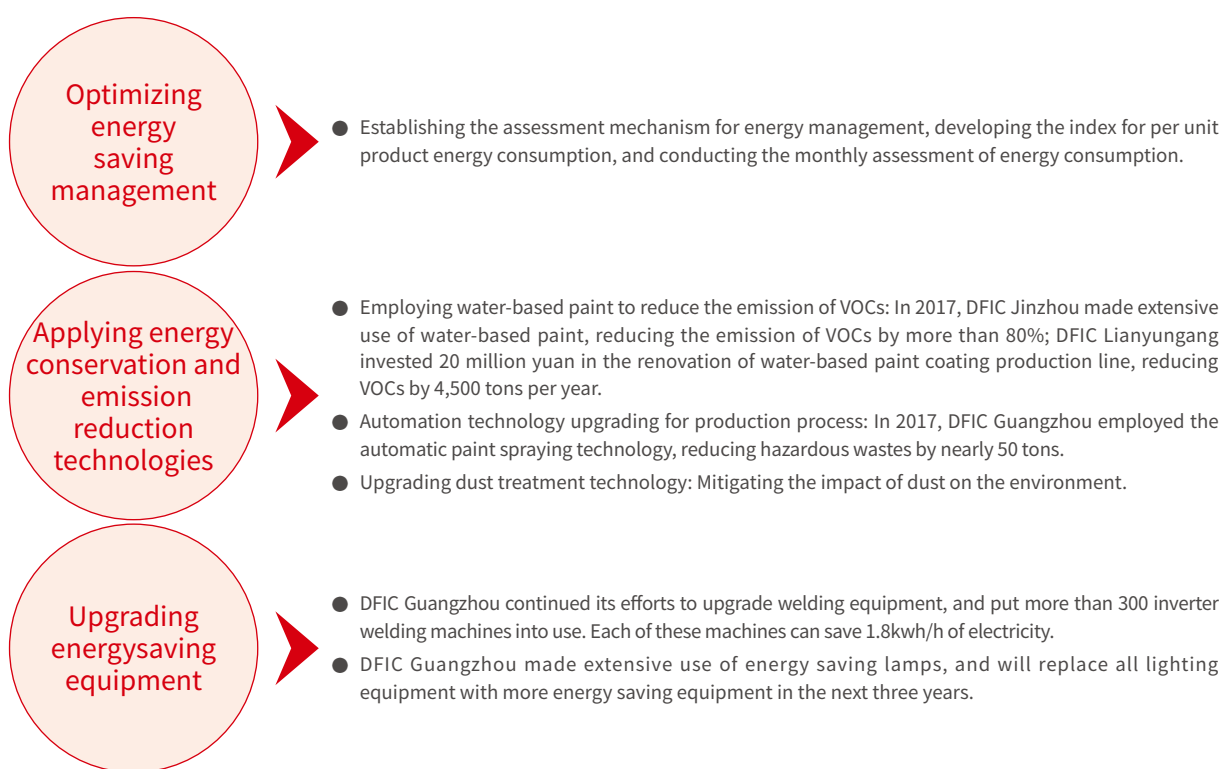 Optimizing
energy
saving
management
● Establishing the assessment mechanism for energy management, developing the index for per unit
product energy consumption, and conducting the monthly assessment of energy consumption.
Applying energy
conservation and
emission
reduction
technologies
● Employing water-based paint to reduce the emission of VOCs: In 2017, DFIC Jinzhou made extensive
use of water-based paint, reducing the emission of VOCs by more than 80%; DFIC Lianyungang
invested 20 million yuan in the renovation of water-based paint coating production line, reducing
VOCs by 4,500 tons per year.
● Automation technology upgrading for production process: In 2017, DFIC Guangzhou employed the
automatic paint spraying technology, reducing hazardous wastes by nearly 50 tons.
● Upgrading dust treatment technology: Mitigating the impact of dust on the environment.
Upgrading
energysaving
equipment
● DFIC Guangzhou continued its efforts to upgrade welding equipment, and put more than 300 inverter
welding machines into use. Each of these machines can save 1.8kwh/h of electricity.
● DFIC Guangzhou made extensive use of energy saving lamps, and will replace all lighting
equipment with more energy saving equipment in the next three years.